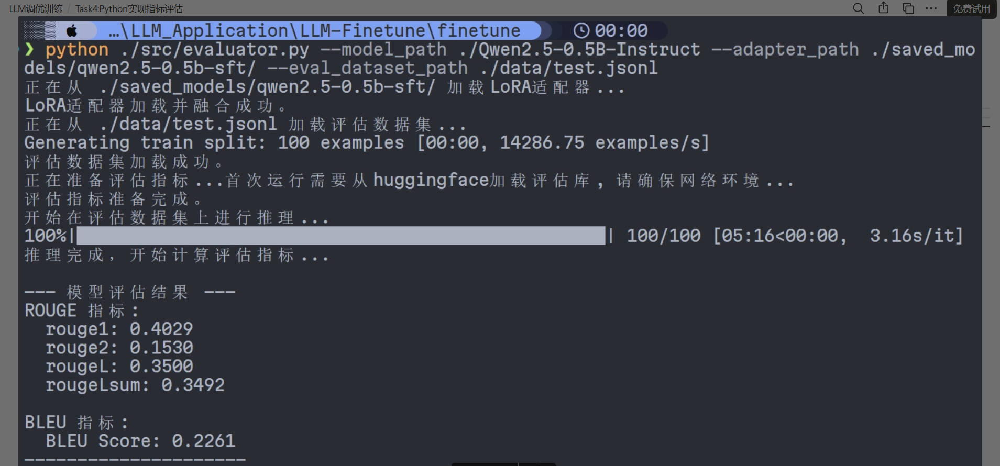 LLM调优训练 / Task4:Python实现指标评估
免费试用
…\LLM_Application\LLM-Finetune\finetune 00:00
❯ python ./src/evaluator.py --model_path ./Qwen2.5-0.5B-Instruct --adapter_path ./saved_mo
dels/qwen2.5-0.5b-sft/ --eval_dataset_path ./data/test.jsonl
正在从 ./saved_models/qwen2.5-0.5b-sft/ 加载LoRA适配器...
LoRA适配器加载并融合成功。
正在从 ./data/test.jsonl 加载评估数据集...
Generating train split: 100 examples [00:00, 14286.75 examples/s]
评估数据集加载成功。
正在准备评估指标...首次运行需要从huggingface加载评估库，请确保网络环境...
评估指标准备完成。
开始在评估数据集上进行推理...
100%| | 100/100 [05:16<00:00, 3.16s/it]
推理完成，开始计算评估指标...
--- 模型评估结果 ---
ROUGE 指标:
rouge1: 0.4029
rouge2: 0.1530
rougeL: 0.3500
rougeLsum: 0.3492
BLEU 指标:
BLEU Score: 0.2261
---------------------